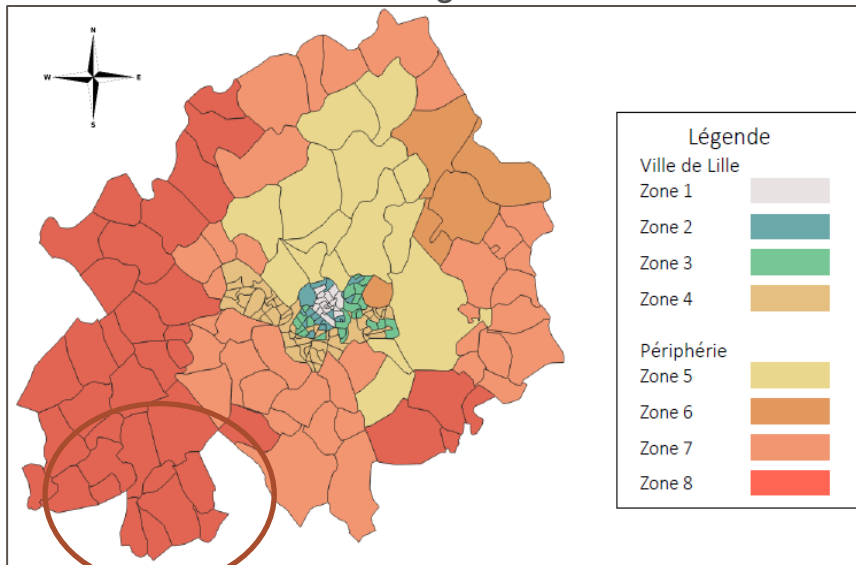 N
W
E
S
Légende
Ville de Lille
Zone 1
Zone 2
Zone 3
Zone 4
Périphérie
Zone 5
Zone 6
Zone 7
Zone 8